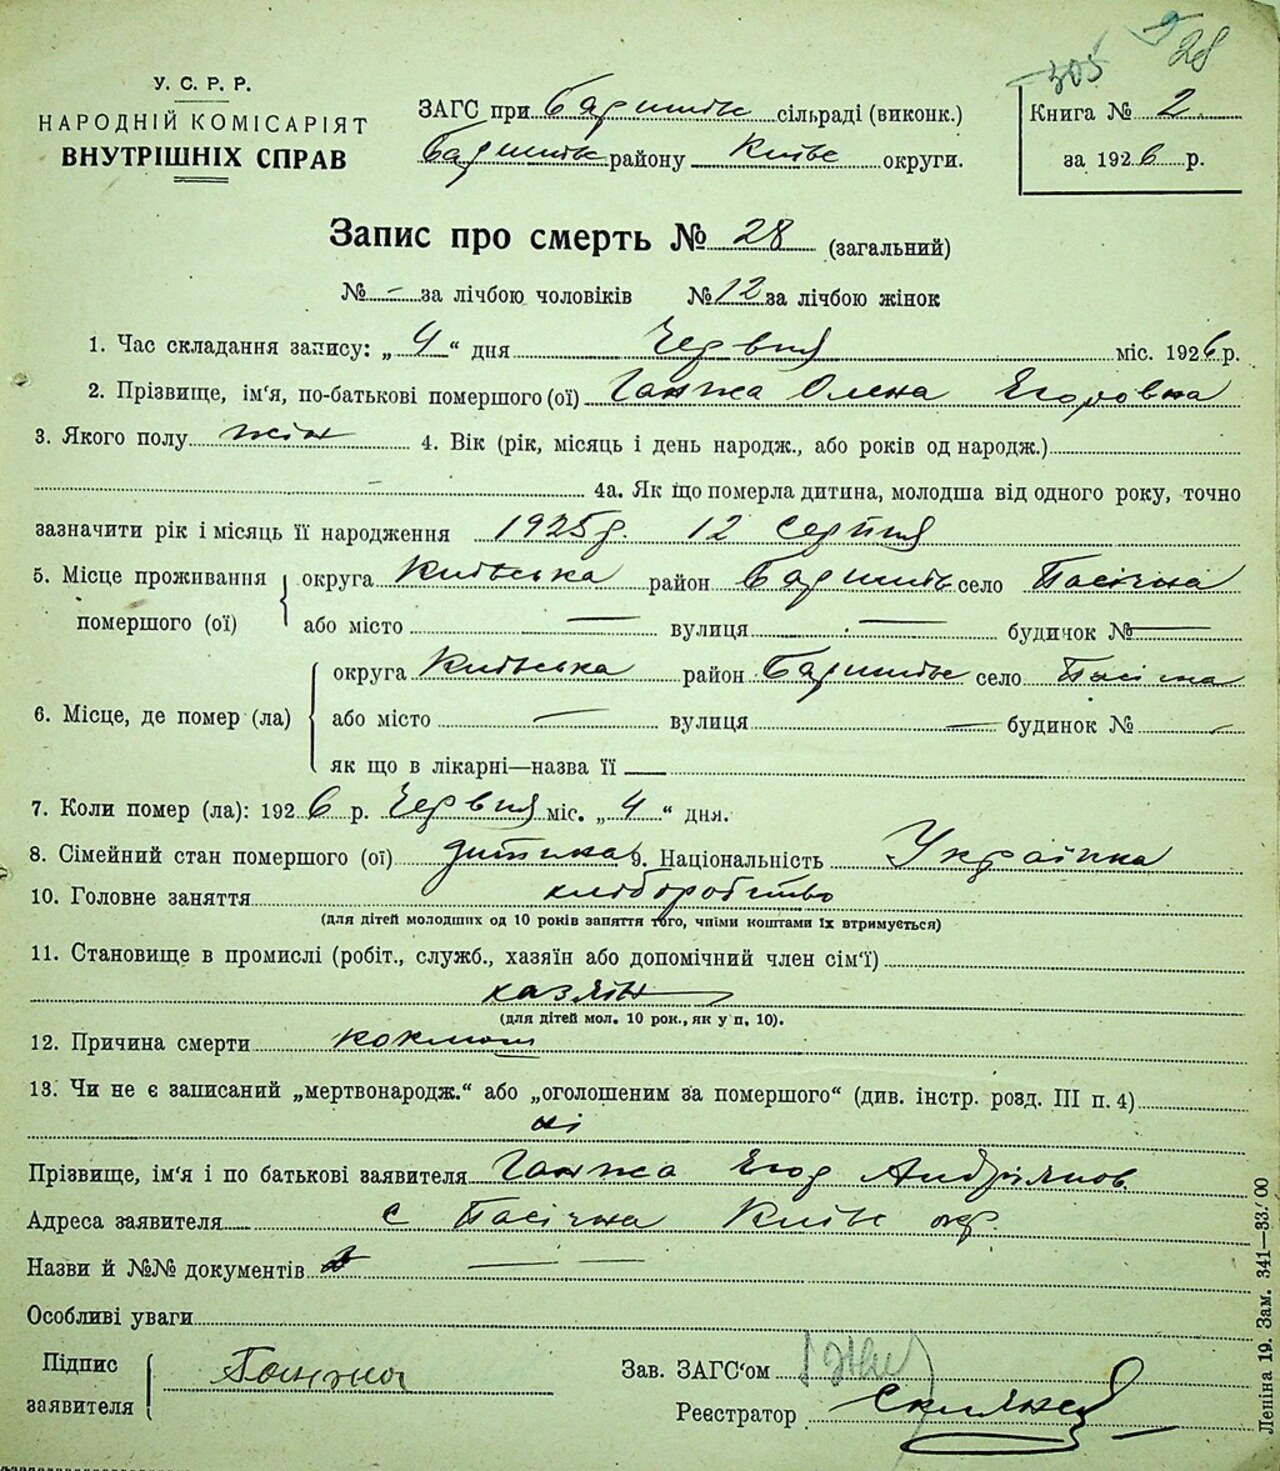 305 28
У. С. Р. Р.
НАРОДНІЙ КОМІСАРІЯТ
ВНУТРІШНІХ СПРАВ
ЗАГС при Баришівс сільраді (виконк.)
Баришівс району Київс округи.
Книга № 2
за 1926 р.
Запис про смерть № 28 (загальний)
№ - за лічбою чоловіків № 12 за лічбою жінок
1. Час складання запису: „4“ дня Червня міс. 1926 р.
2. Прізвище, ім'я, по-батькові помершого (ої) Ганжа Олена Єгоровна
3. Якого полу жін 4. Вік (рік, місяць і день народж., або років од народж.)
— 4а. Як що померла дитина, молодша від одного року, точно
зазначити рік і місяць її народження 1925 р. 12 серпня
5. Місце проживання помершого (ої) округа Київська район Баришівс село Пасічна
або місто — вулиця — будинок № —
6. Місце, де помер (ла) округа Київська район Баришівс село Пасічна
або місто — вулиця — будинок № —
як що в лікарні—назва її —
7. Коли помер (ла): 1926 р. Червня міс. „4“ дня.
8. Сімейний стан помершого (ої) дитина 9. Національність Українка
10. Головне заняття хліборобство
(для дітей молодших од 10 років заняття того, чиїми коштами їх втримується)
11. Становище в промислі (робіт., служб., хазяїн або допомічний член сім'ї)
хазяїн
(для дітей мол. 10 рок., як у п. 10).
12. Причина смерти коклюш
13. Чи не є записаний „мертвонародж.“ або „оголошеним за помершого“ (див. інстр. розд. III п. 4)
ні
Прізвище, ім'я і по батькові заявителя Ганжа Єгор Андріянов.
Адреса заявителя с Пасічна Київс окр.
Назви й №№ документів — —
Особливі уваги
Підпис заявителя Ганжа
Зав. ЗАГС'ом
Реєстратор
Леніна 19. Зам. 341—33.000